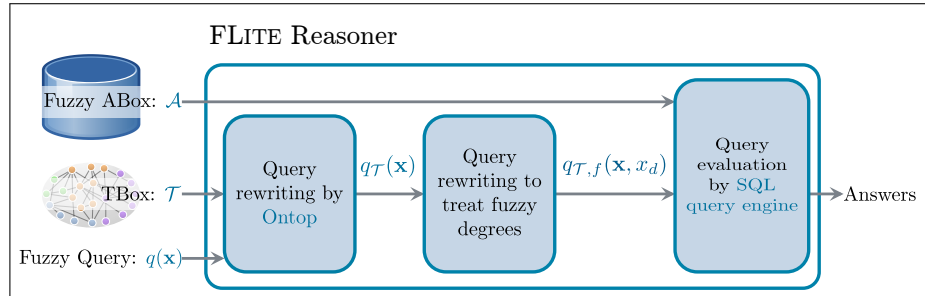 FLITE Reasoner
Fuzzy ABox: 𝒜
TBox: 𝒯
Fuzzy Query: q(x)
Query
rewriting by
Ontop
q𝒯(x)
Query
rewriting to
treat fuzzy
degrees
q𝒯,f(x, x_d)
Query
evaluation
by SQL
query engine
Answers